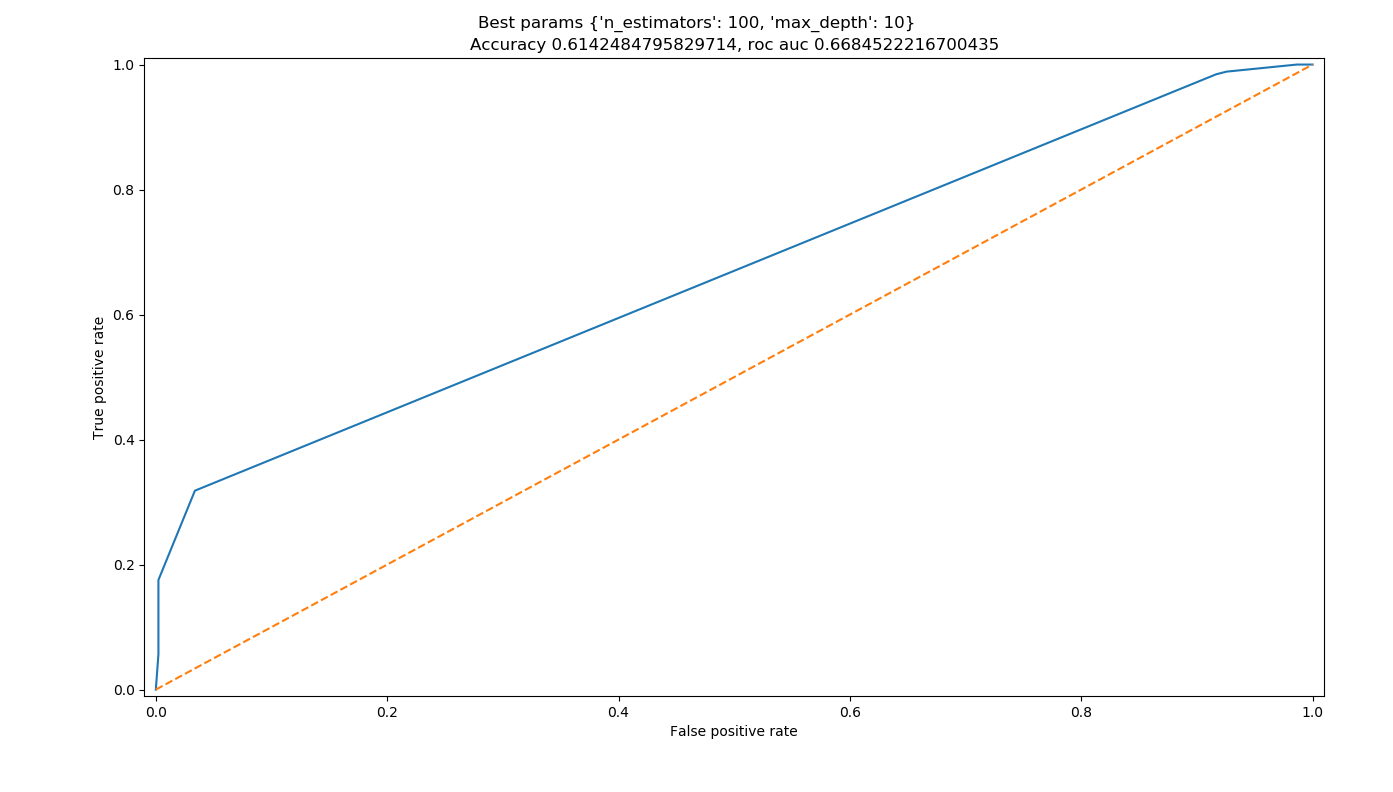 Best params {'n_estimators': 100, 'max_depth': 10}
Accuracy 0.6142484795829714, roc auc 0.6684522216700435
1.0
0.8
0.6
0.4
0.2
0.0
True positive rate
0.0 0.2 0.4 0.6 0.8 1.0
False positive rate